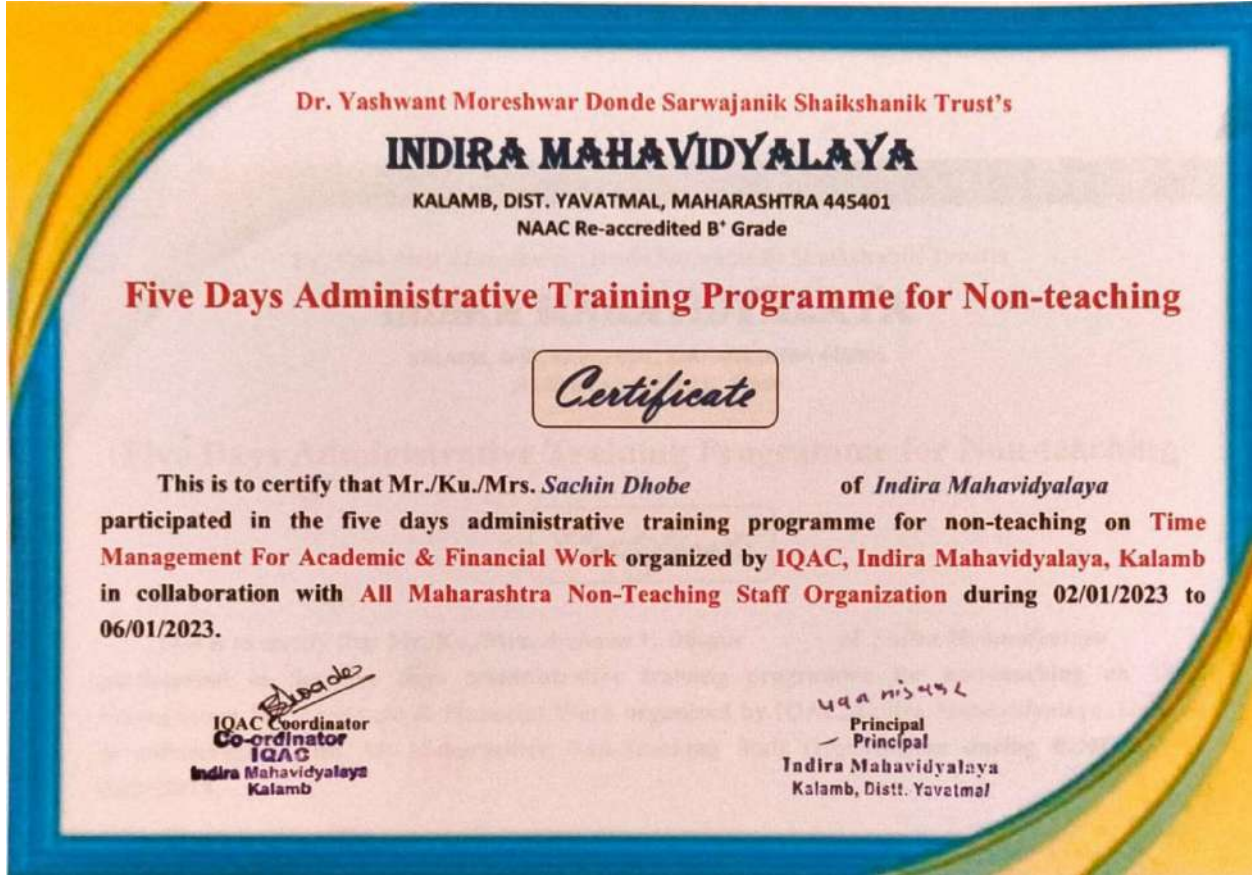 Dr. Yashwant Moreshwar Donde Sarwajanik Shaikshanik Trust's
INDIRA MAHAVIDYALAYA
KALAMB, DIST. YAVATMAL, MAHARASHTRA 445401
NAAC Re-accredited B⁺ Grade
Five Days Administrative Training Programme for Non-teaching
Certificate
This is to certify that Mr./Ku./Mrs. Sachin Dhobe of Indira Mahavidyalaya
participated in the five days administrative training programme for non-teaching on Time
Management For Academic & Financial Work organized by IQAC, Indira Mahavidyalaya, Kalamb
in collaboration with All Maharashtra Non-Teaching Staff Organization during 02/01/2023 to
06/01/2023.
IQAC Coordinator
Co-ordinator
IQAC
Indira Mahavidyalaya
Kalamb
Principal
Principal
Indira Mahavidyalaya
Kalamb, Distt. Yavatmal